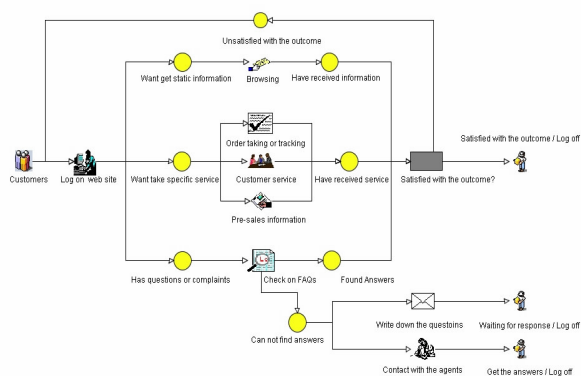 Unsatisfied with the outcome
Want get static information
Browsing
Have received information
Order taking or tracking
Satisfied with the outcome / Log off
Customers
Log on web site
Want take specific service
Customer service
Have received service
Satisfied with the outcome?
Pre-sales information
Has questions or complaints
Check on FAQs
Found Answers
Can not find answers
Write down the questoins
Waiting for response / Log off
Contact with the agents
Get the answers / Log off